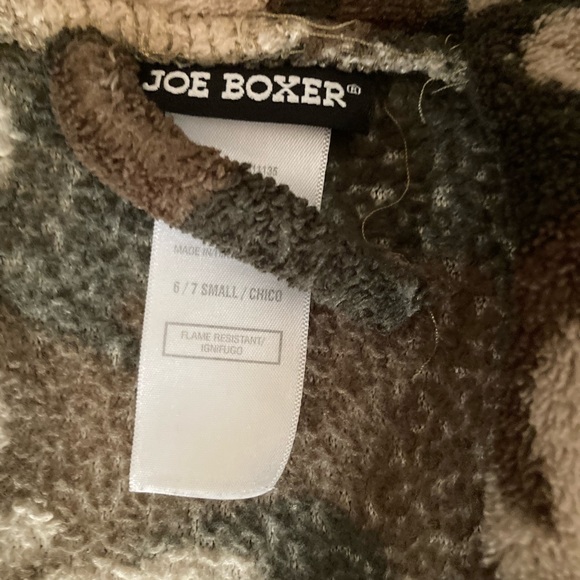 JOE BOXER®
MADE IN/
6 / 7 SMALL / CHICO
FLAME RESISTANT/
IGNIFUGO